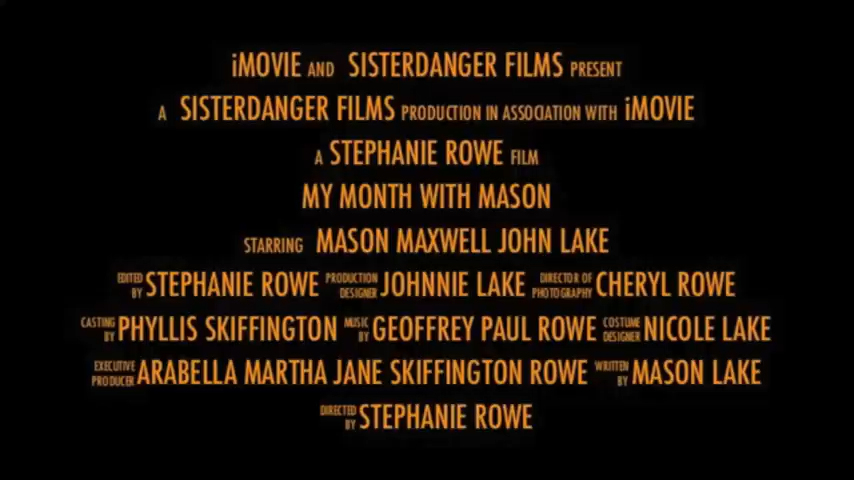 iMOVIE AND SISTERDANGER FILMS PRESENT
A SISTERDANGER FILMS PRODUCTION IN ASSOCIATION WITH iMOVIE
A STEPHANIE ROWE FILM
MY MONTH WITH MASON
STARRING MASON MAXWELL JOHN LAKE
EDITED BY STEPHANIE ROWE PRODUCTION DESIGNER JOHNNIE LAKE DIRECTOR OF PHOTOGRAPHY CHERYL ROWE
CASTING BY PHYLLIS SKIFFINGTON MUSIC BY GEOFFREY PAUL ROWE COSTUME DESIGNER NICOLE LAKE
EXECUTIVE PRODUCER ARABELLA MARTHA JANE SKIFFINGTON ROWE WRITTEN BY MASON LAKE
DIRECTED BY STEPHANIE ROWE